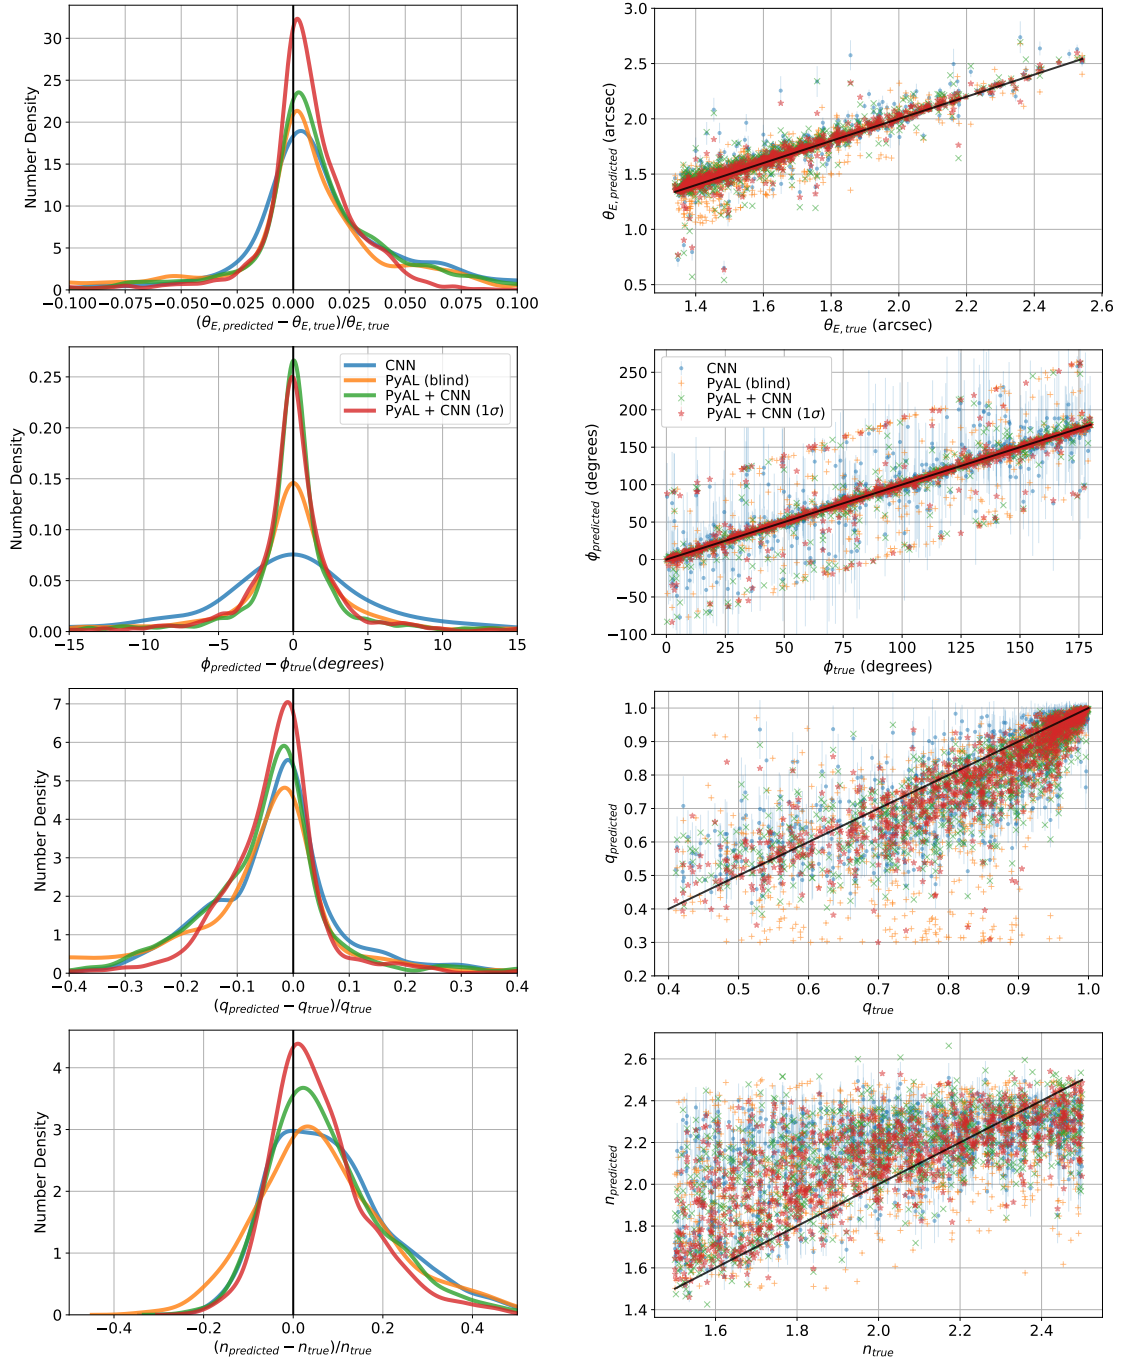 30
25
20
15
10
5
0
Number Density
−0.100 −0.075 −0.050 −0.025 0.000 0.025 0.050 0.075 0.100
(θE,predicted − θE,true)/θE,true
3.0
2.5
2.0
1.5
1.0
0.5
θE,predicted (arcsec)
1.4 1.6 1.8 2.0 2.2 2.4 2.6
θE,true (arcsec)
0.25
0.20
0.15
0.10
0.05
0.00
Number Density
CNN
PyAL (blind)
PyAL + CNN
PyAL + CNN (1σ)
−15 −10 −5 0 5 10 15
ϕpredicted − ϕtrue(degrees)
250
200
150
100
50
0
−50
−100
ϕpredicted (degrees)
CNN
PyAL (blind)
PyAL + CNN
PyAL + CNN (1σ)
0 25 50 75 100 125 150 175
ϕtrue (degrees)
7
6
5
4
3
2
1
0
Number Density
−0.4 −0.3 −0.2 −0.1 0.0 0.1 0.2 0.3 0.4
(qpredicted − qtrue)/qtrue
1.0
0.9
0.8
0.7
0.6
0.5
0.4
0.3
0.2
qpredicted
0.4 0.5 0.6 0.7 0.8 0.9 1.0
qtrue
4
3
2
1
0
Number Density
−0.4 −0.2 0.0 0.2 0.4
(npredicted − ntrue)/ntrue
2.6
2.4
2.2
2.0
1.8
1.6
1.4
npredicted
1.6 1.8 2.0 2.2 2.4
ntrue